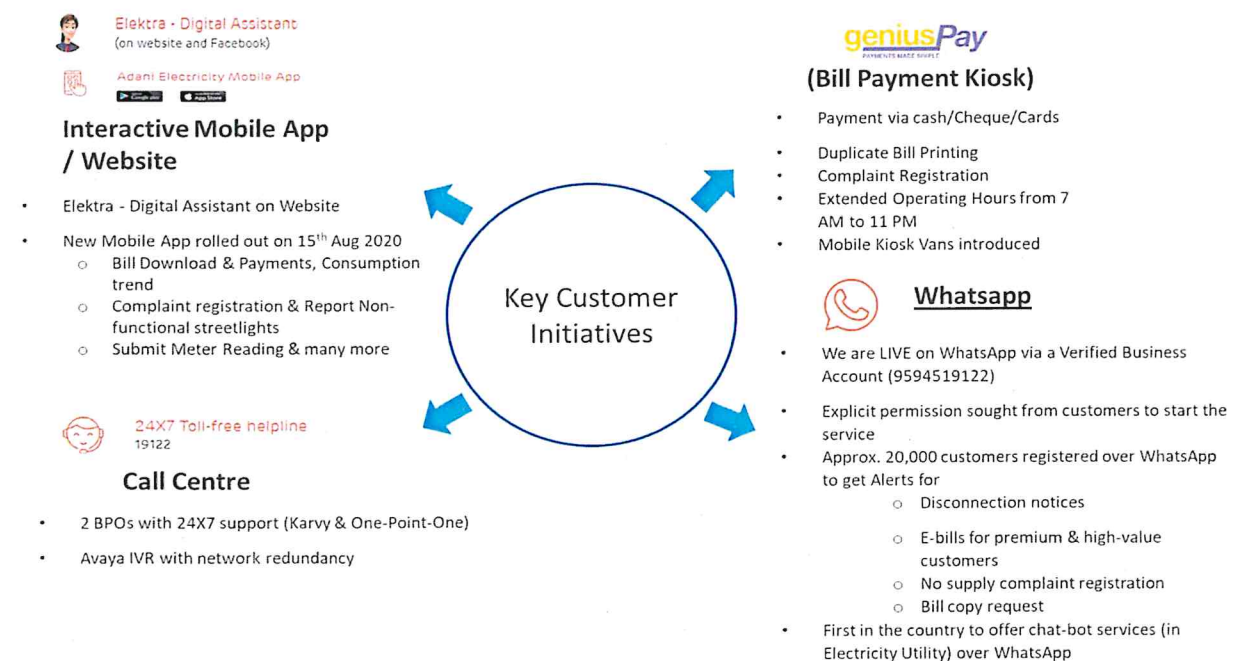 Elektra - Digital Assistant
(on website and Facebook)
Adani Electricity Mobile App
Google play
App Store
Interactive Mobile App
/ Website
• Elektra - Digital Assistant on Website
• New Mobile App rolled out on 15th Aug 2020
○ Bill Download & Payments, Consumption
trend
○ Complaint registration & Report Non-
functional streetlights
○ Submit Meter Reading & many more
24X7 Toll-free helpline
19122
Call Centre
• 2 BPOs with 24X7 support (Karvy & One-Point-One)
• Avaya IVR with network redundancy
Key Customer
Initiatives
geniusPay
PAYMENTS MADE SIMPLE
(Bill Payment Kiosk)
• Payment via cash/Cheque/Cards
• Duplicate Bill Printing
• Complaint Registration
• Extended Operating Hours from 7
AM to 11 PM
• Mobile Kiosk Vans introduced
Whatsapp
• We are LIVE on WhatsApp via a Verified Business
Account (9594519122)
• Explicit permission sought from customers to start the
service
• Approx. 20,000 customers registered over WhatsApp
to get Alerts for
○ Disconnection notices
○ E-bills for premium & high-value
customers
○ No supply complaint registration
○ Bill copy request
• First in the country to offer chat-bot services (in
Electricity Utility) over WhatsApp